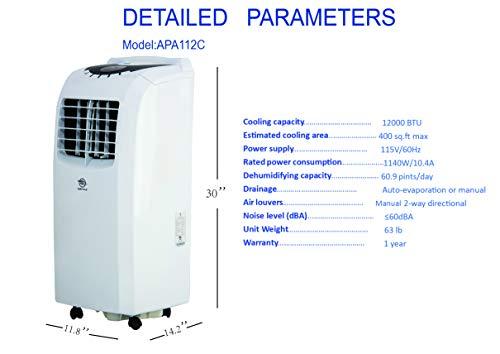 DETAILED PARAMETERS
Model:APA112C
Cooling capacity.....................12000 BTU
Estimated cooling area...............400 sq.ft max
Power supply.........................115V/60Hz
Rated power consumption..............1140W/10.4A
Dehumidifying capacity...............60.9 pints/day
Drainage.............................Auto-evaporation or manual
Air louvers..........................Manual 2-way directional
Noise level (dBA)....................≤60dBA
Unit Weight..........................63 lb
Warranty.............................1 year
30’’
11.8’’
14.2’’